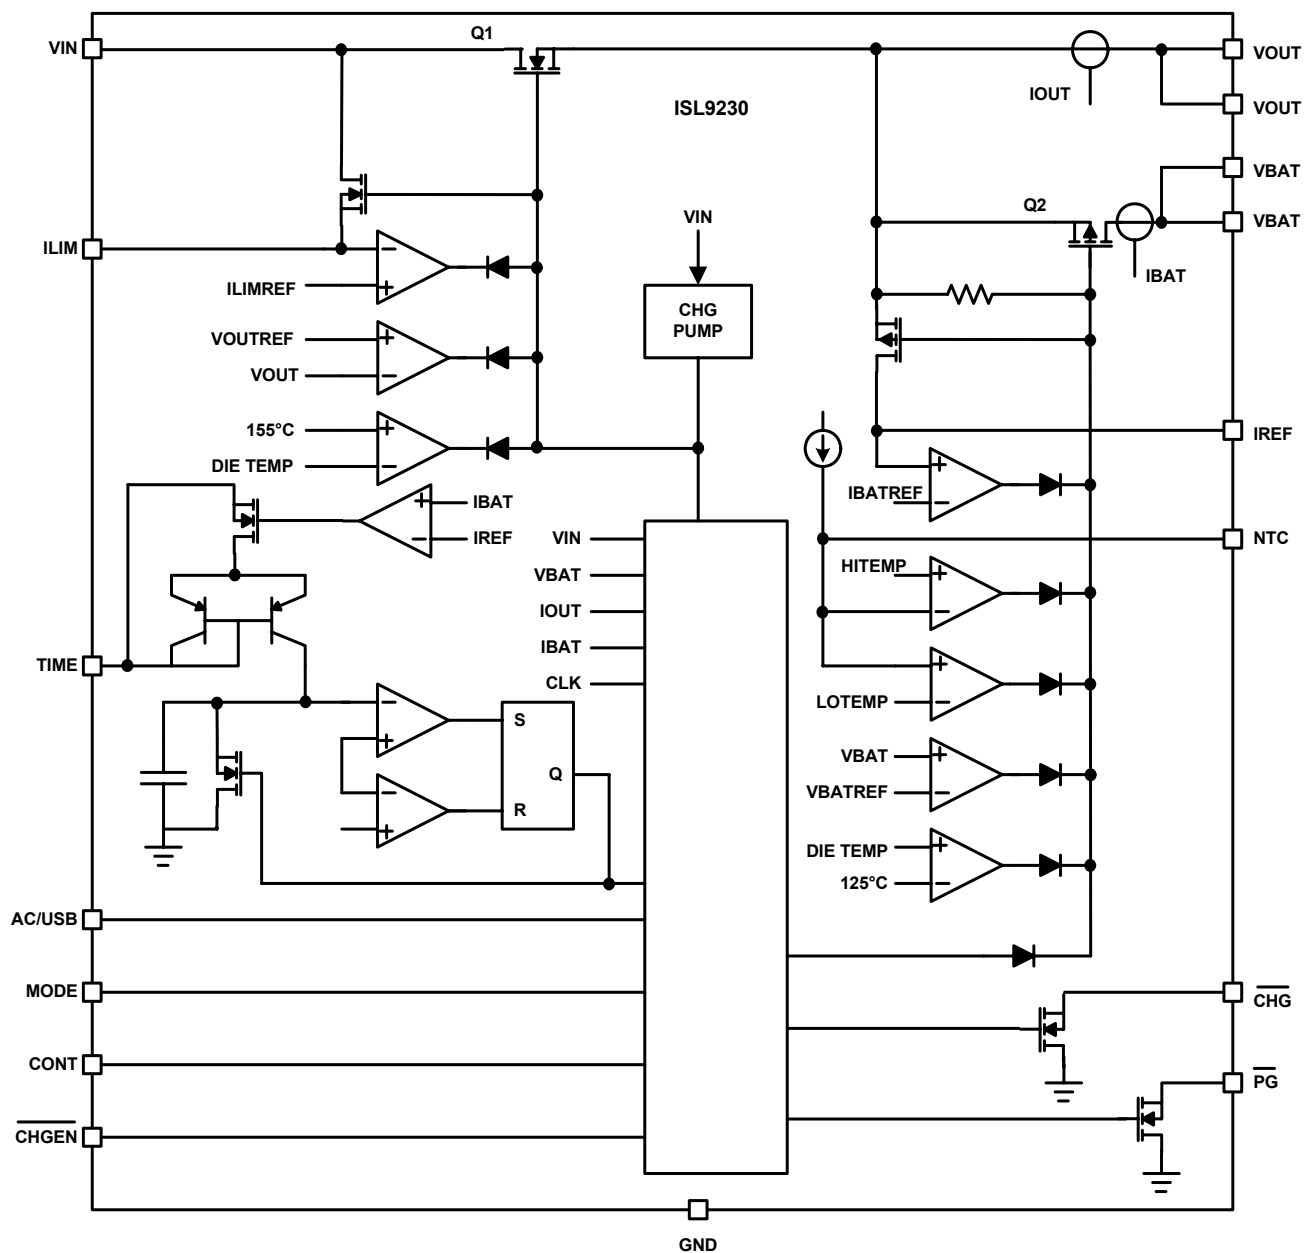 VIN
Q1
VOUT
IOUT
ISL9230
VOUT
VBAT
VIN
Q2
VBAT
ILIM
IBAT
ILIMREF
+
−
CHG
PUMP
VOUTREF
+
VOUT
−
155°C
+
DIE TEMP
−
IREF
+
IBATREF
−
IBAT
+
IREF
−
VIN
NTC
VBAT
HITEMP
+
−
IOUT
IBAT
TIME
CLK
+
LOTEMP
−
−
+
S
Q
R
−
+
VBAT
+
VBATREF
−
DIE TEMP
+
125°C
−
AC/USB
MODE
CHG
CONT
PG
CHGEN
GND